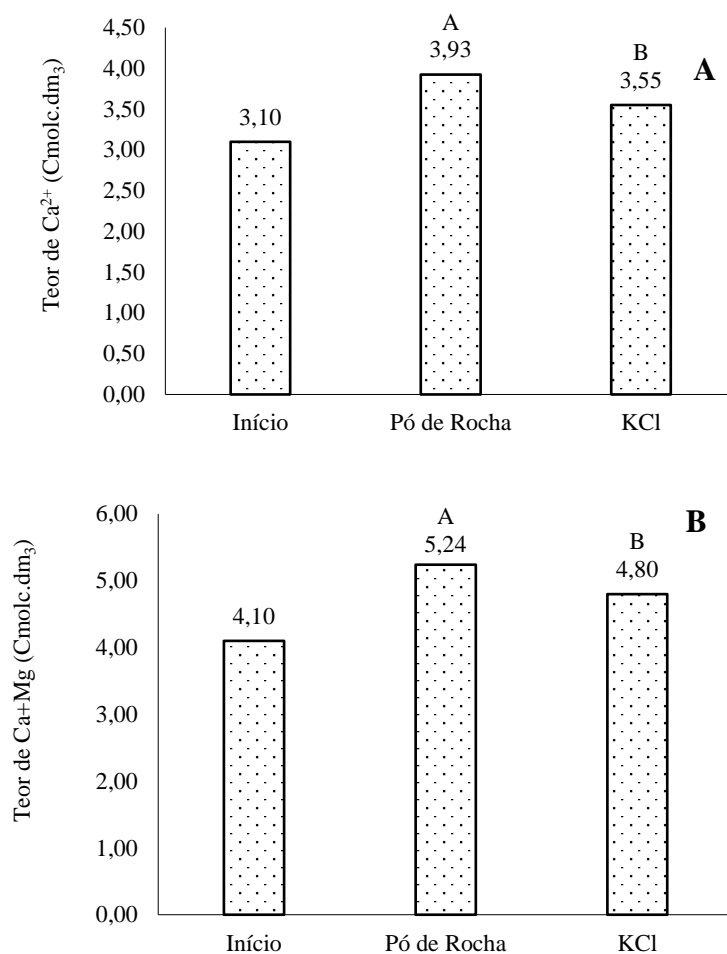 4,50
4,00
3,50
3,00
2,50
2,00
1,50
1,00
0,50
0,00
Teor de Ca²⁺ (Cmolc.dm₃)
3,10
A
3,93
B
3,55
A
Início
Pó de Rocha
KCl
6,00
5,00
4,00
3,00
2,00
1,00
0,00
Teor de Ca+Mg (Cmolc.dm₃)
4,10
A
5,24
B
4,80
B
Início
Pó de Rocha
KCl